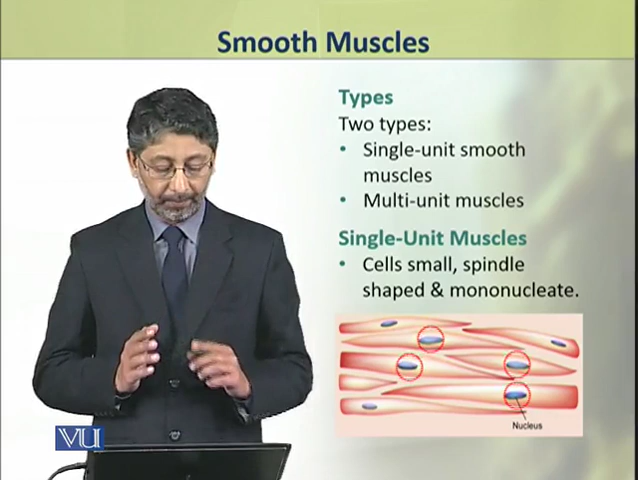 Smooth Muscles
Types
Two types:
• Single-unit smooth
muscles
• Multi-unit muscles
Single-Unit Muscles
• Cells small, spindle
shaped & mononucleate.
Nucleus
VU